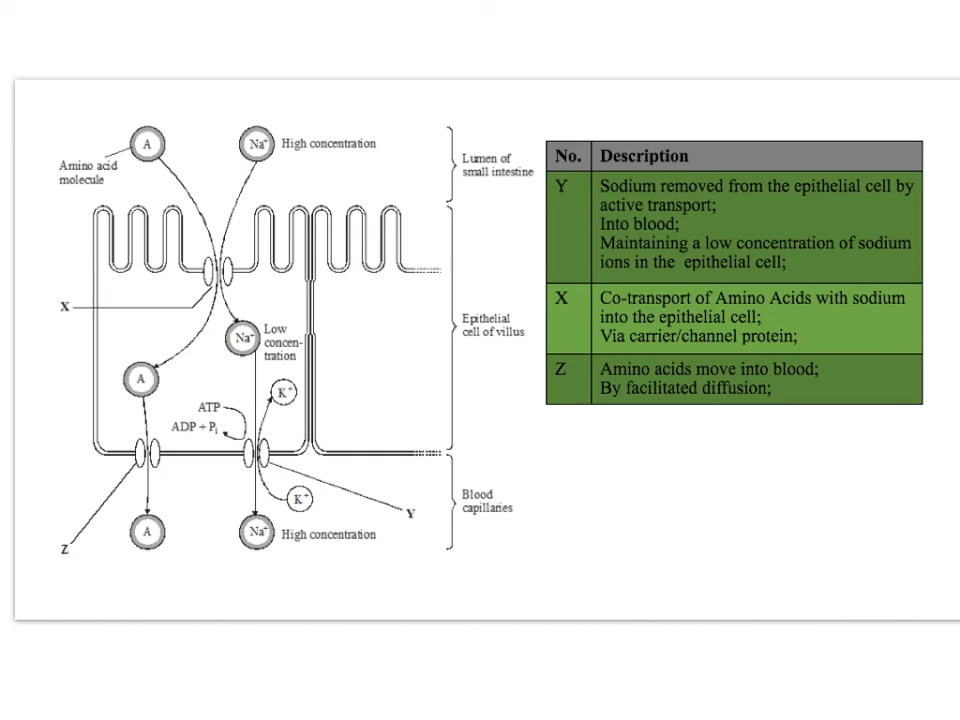 A
Na⁺
High concentration
Amino acid
molecule
Lumen of
small intestine
X
Na⁺
Low
concen-
tration
Epithelial
cell of villus
A
K⁺
ATP
ADP + Pi
K⁺
Y
Blood
capillaries
Z
A
Na⁺
High concentration
No. Description
Y Sodium removed from the epithelial cell by
active transport;
Into blood;
Maintaining a low concentration of sodium
ions in the epithelial cell;
X Co-transport of Amino Acids with sodium
into the epithelial cell;
Via carrier/channel protein;
Z Amino acids move into blood;
By facilitated diffusion;